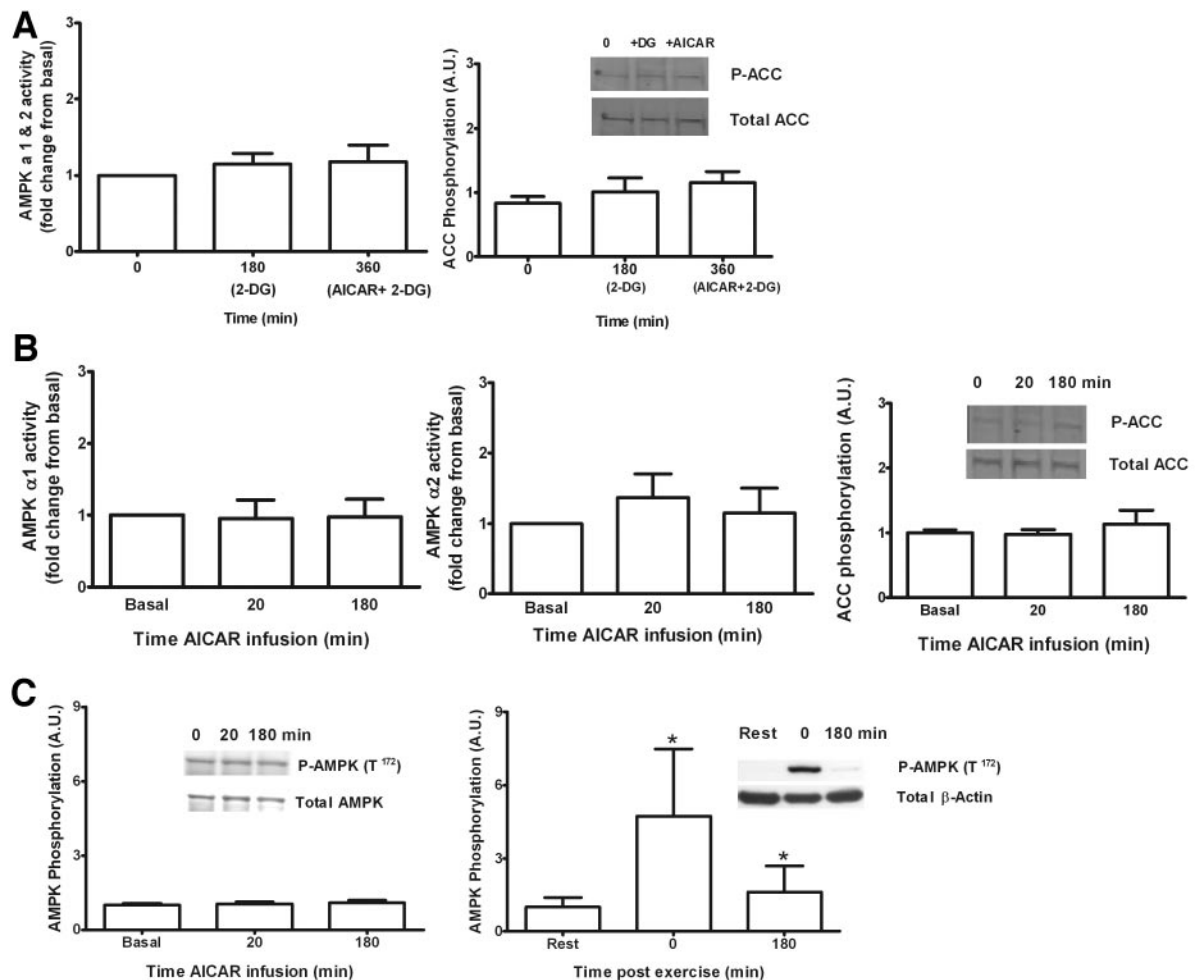 A
AMPK a 1 & 2 activity
(fold change from basal)
3
2
1
0
0
180
360
(2-DG)
(AICAR+ 2-DG)
Time (min)
ACC Phosphorylation (A.U.)
3
2
1
0
0 +DG +AICAR
P-ACC
Total ACC
0
180
360
(2-DG)
(AICAR+2-DG)
Time (min)
B
AMPK α1 activity
(fold change from basal)
3
2
1
0
Basal 20 180
Time AICAR infusion (min)
AMPK α2 activity
(fold change from basal)
3
2
1
0
Basal 20 180
Time AICAR infusion (min)
ACC phosphorylation (A.U.)
3
2
1
0
0 20 180 min
P-ACC
Total ACC
Basal 20 180
Time AICAR infusion (min)
C
AMPK Phosphorylation (A.U.)
9
6
3
0
0 20 180 min
P-AMPK (T 172)
Total AMPK
Basal 20 180
Time AICAR infusion (min)
AMPK Phosphorylation (A.U.)
9
6
3
0
*
*
Rest 0 180 min
P-AMPK (T 172)
Total β-Actin
Rest 0 180
Time post exercise (min)